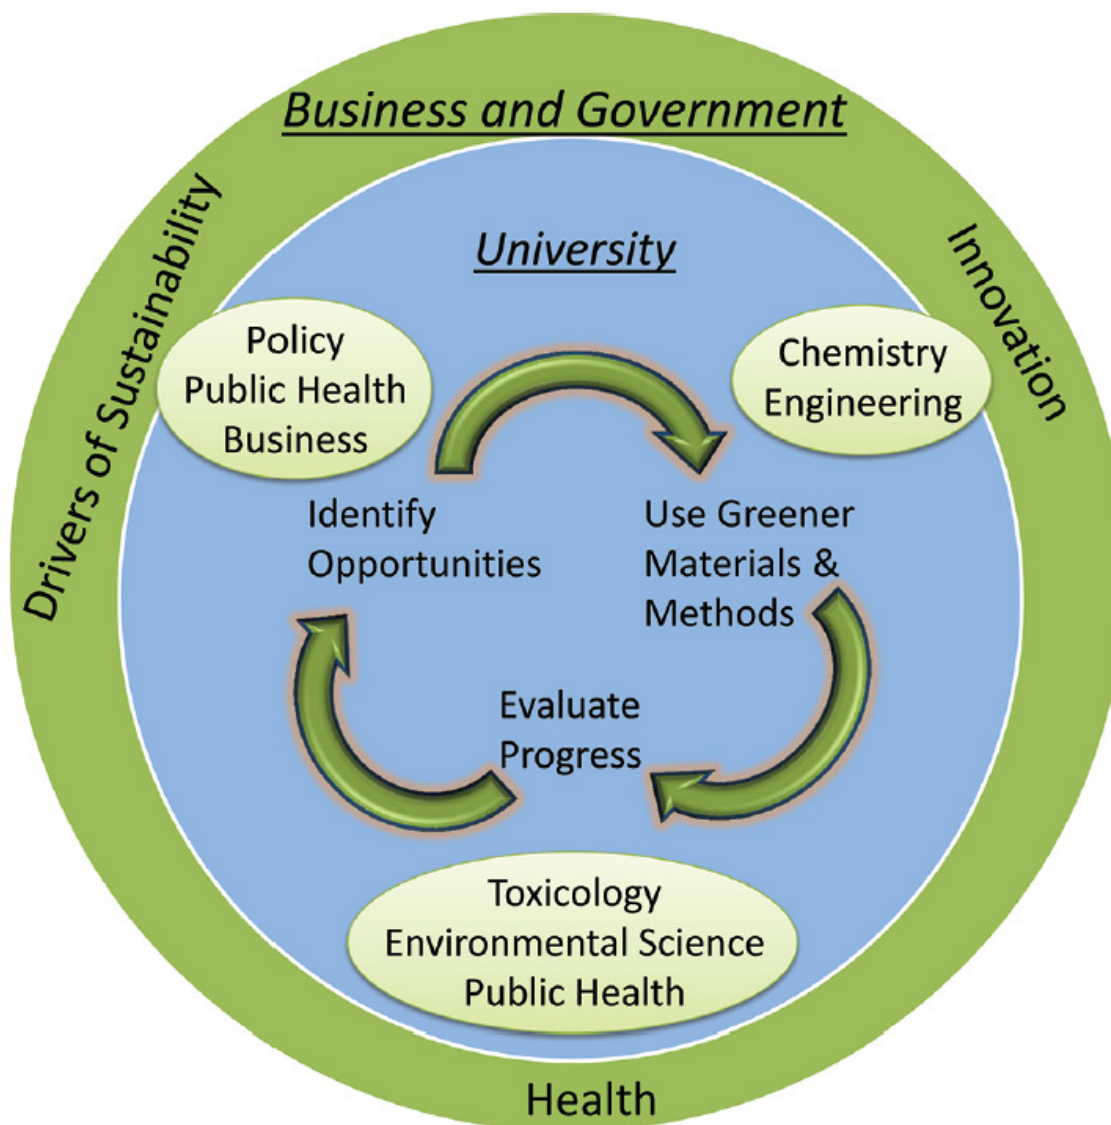 Business and Government
Drivers of Sustainability
Innovation
University
Policy
Public Health
Business
Chemistry
Engineering
Identify
Opportunities
Use Greener
Materials &
Methods
Evaluate
Progress
Toxicology
Environmental Science
Public Health
Health